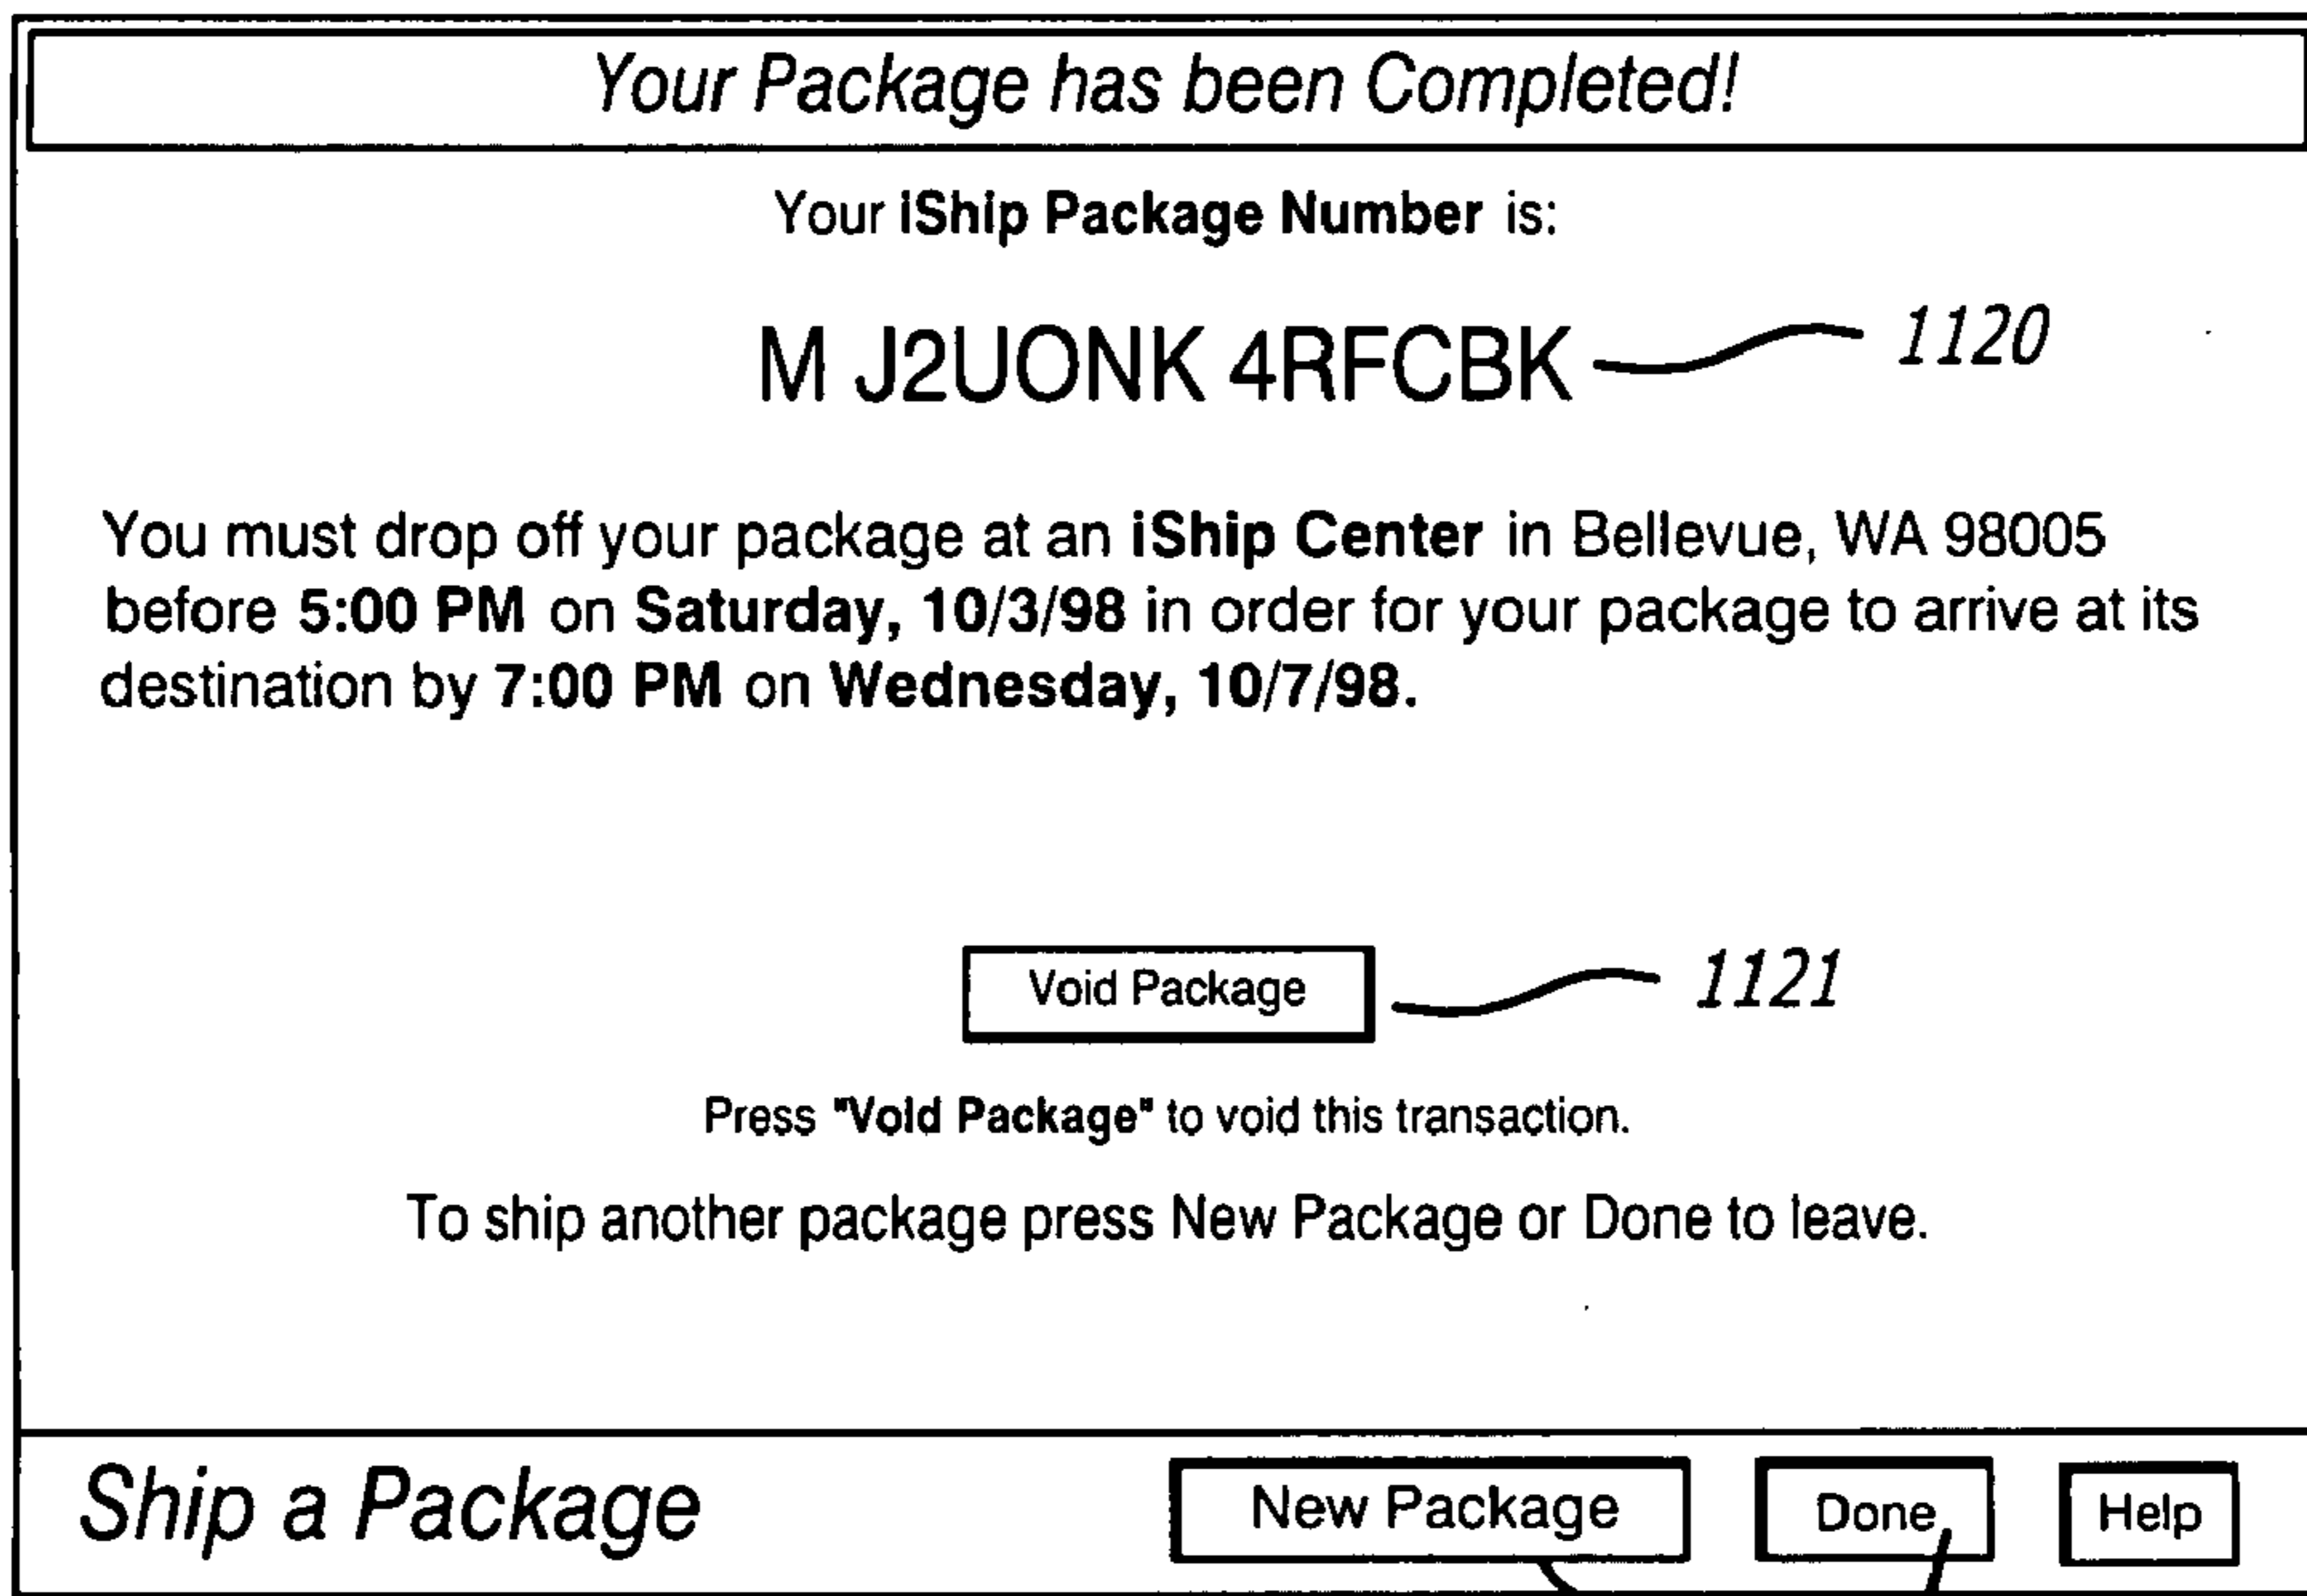 Your Package has been Completed!
Your iShip Package Number is:
M J2UONK 4RFCBK
1120
You must drop off your package at an iShip Center in Bellevue, WA 98005
before 5:00 PM on Saturday, 10/3/98 in order for your package to arrive at its
destination by 7:00 PM on Wednesday, 10/7/98.
Void Package
1121
Press "Void Package" to void this transaction.
To ship another package press New Package or Done to leave.
Ship a Package
New Package
Done
Help